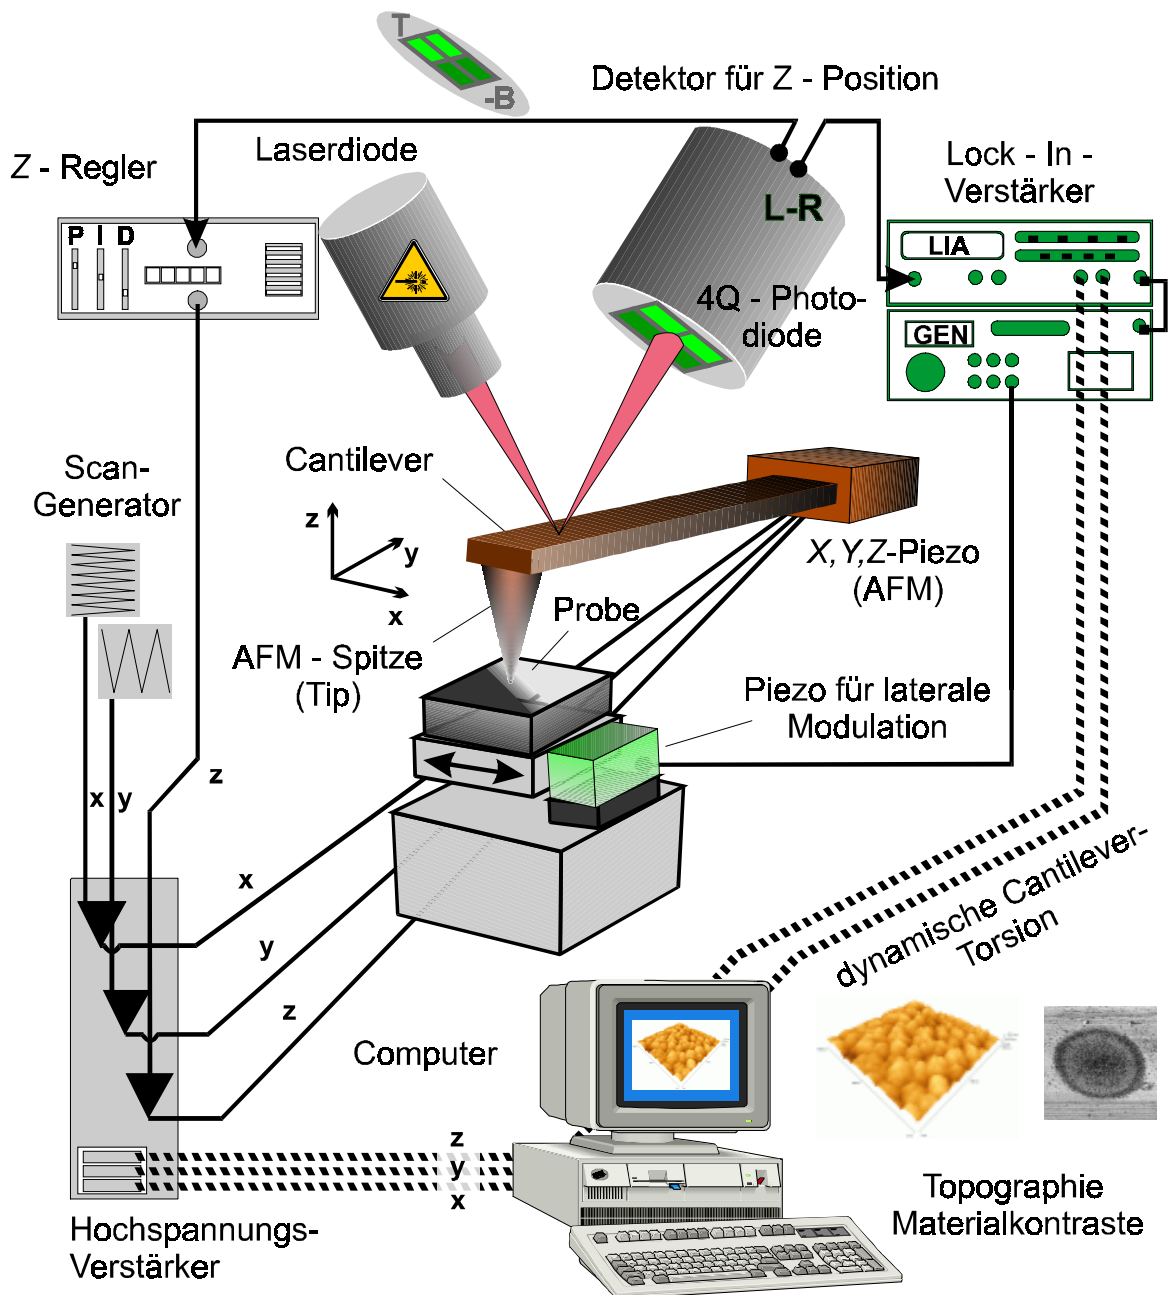 T
-B
Detektor für Z - Position
Laserdiode
Z - Regler
Lock - In -
Verstärker
P I D
L-R
LIA
4Q - Photo-
diode
GEN
Scan-
Generator
Cantilever
z
y
x
X,Y,Z-Piezo
(AFM)
Probe
AFM - Spitze
(Tip)
Piezo für laterale
Modulation
z
x
y
x
y
z
dynamische Cantilever-
Torsion
Computer
z
y
x
Topographie
Materialkontraste
Hochspannungs-
Verstärker